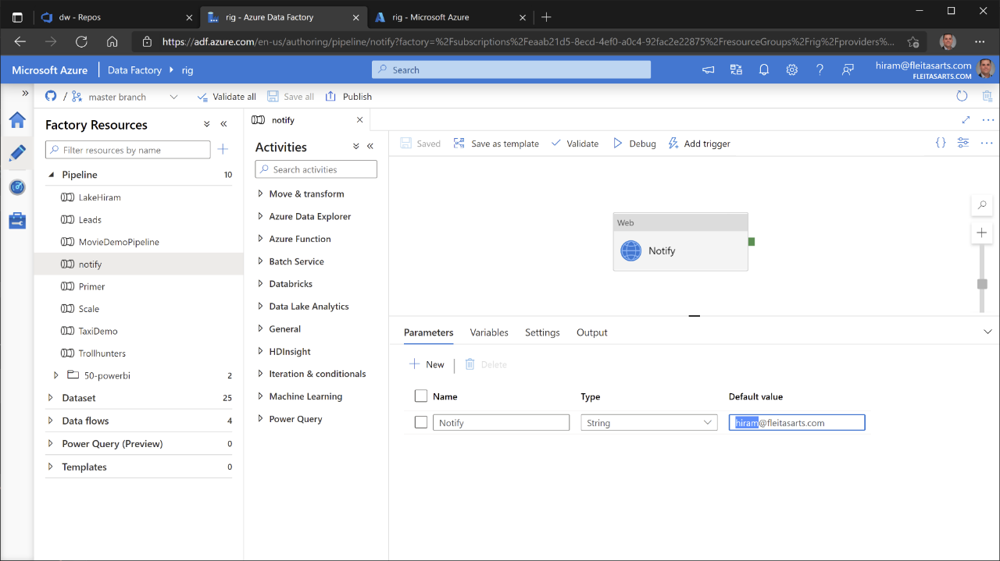 dw - Repos
rig - Azure Data Factory
rig - Microsoft Azure
https://adf.azure.com/en-us/authoring/pipeline/notify?factory=%2Fsubscriptions%2Feaab21d5-8ecd-4ef0-a0c4-92fac2e22875%2FresourceGroups%2Frig%2Fproviders%...
Microsoft Azure
Data Factory
rig
Search
hiram@fleitasarts.com
FLEITASARTS.COM
/ master branch
Validate all
Save all
Publish
Factory Resources
Filter resources by name
Pipeline 10
LakeHiram
Leads
MovieDemoPipeline
notify
Primer
Scale
TaxiDemo
Trollhunters
50-powerbi 2
Dataset 25
Data flows 4
Power Query (Preview) 0
Templates 0
notify
Activities
Search activities
Move & transform
Azure Data Explorer
Azure Function
Batch Service
Databricks
Data Lake Analytics
General
HDInsight
Iteration & conditionals
Machine Learning
Power Query
Saved
Save as template
Validate
Debug
Add trigger
Web
Notify
Parameters
Variables
Settings
Output
New
Delete
Name Type Default value
Notify String hiram@fleitasarts.com